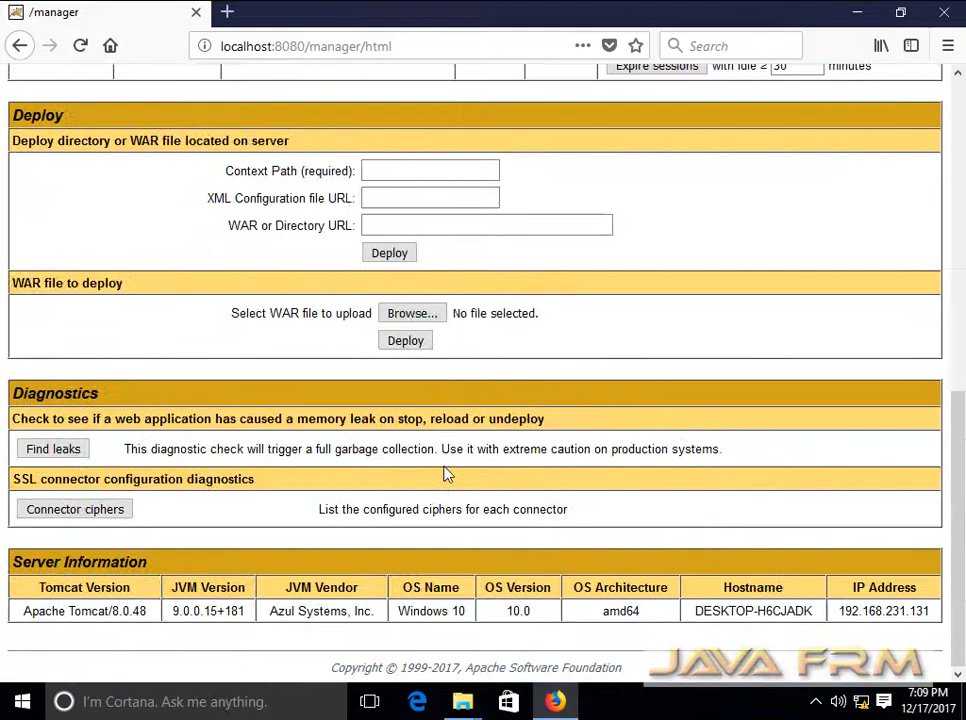 /manager
localhost:8080/manager/html
Search
Expire sessions with idle ≥ 30 minutes
Deploy
Deploy directory or WAR file located on server
Context Path (required):
XML Configuration file URL:
WAR or Directory URL:
Deploy
WAR file to deploy
Select WAR file to upload Browse... No file selected.
Deploy
Diagnostics
Check to see if a web application has caused a memory leak on stop, reload or undeploy
Find leaks This diagnostic check will trigger a full garbage collection. Use it with extreme caution on production systems.
SSL connector configuration diagnostics
Connector ciphers List the configured ciphers for each connector
Server Information
Tomcat Version JVM Version JVM Vendor OS Name OS Version OS Architecture Hostname IP Address
Apache Tomcat/8.0.48 9.0.0.15+181 Azul Systems, Inc. Windows 10 10.0 amd64 DESKTOP-H6CJADK 192.168.231.131
Copyright © 1999-2017, Apache Software Foundation
JAVA FRM
I'm Cortana. Ask me anything.
7:09 PM
12/17/2017